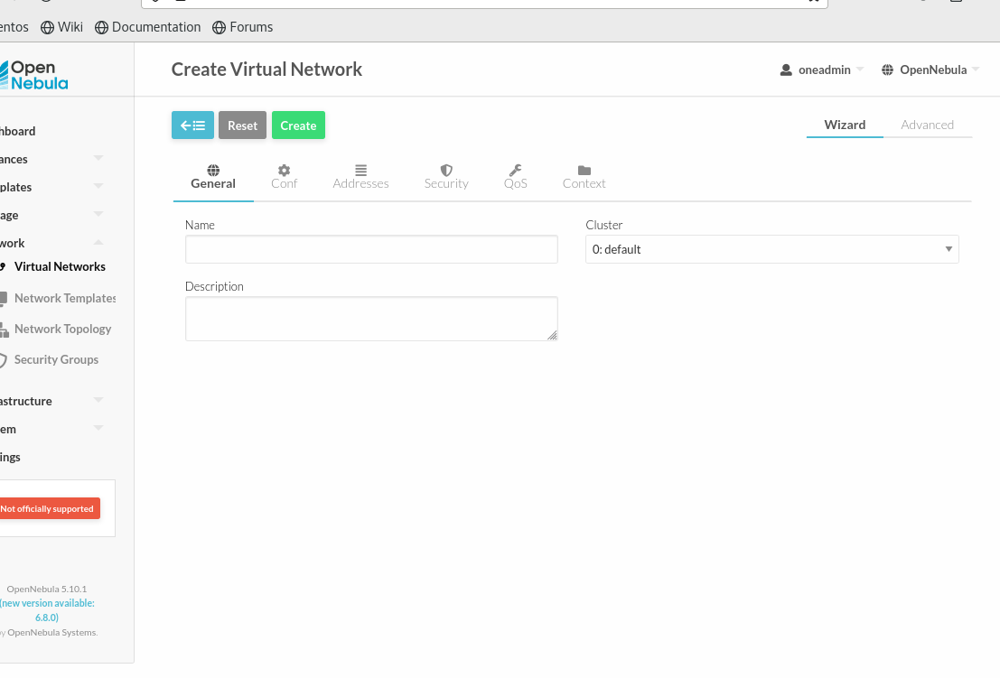 entos Wiki Documentation Forums
Open
Nebula
Create Virtual Network
oneadmin
OpenNebula
Reset
Create
Wizard
Advanced
General
Conf
Addresses
Security
QoS
Context
Name
Cluster
0: default
Description
hboard
ances
plates
age
work
Virtual Networks
Network Templates
Network Topology
Security Groups
astructure
em
ings
Not officially supported
OpenNebula 5.10.1
(new version available:
6.8.0)
by OpenNebula Systems.